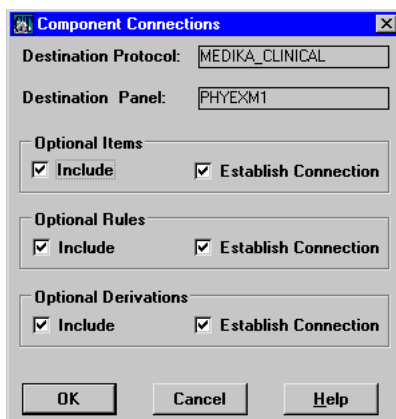 Component Connections
Destination Protocol: MEDIKA_CLINICAL
Destination Panel: PHYEXM1
Optional Items
Include Establish Connection
Optional Rules
Include Establish Connection
Optional Derivations
Include Establish Connection
OK Cancel Help